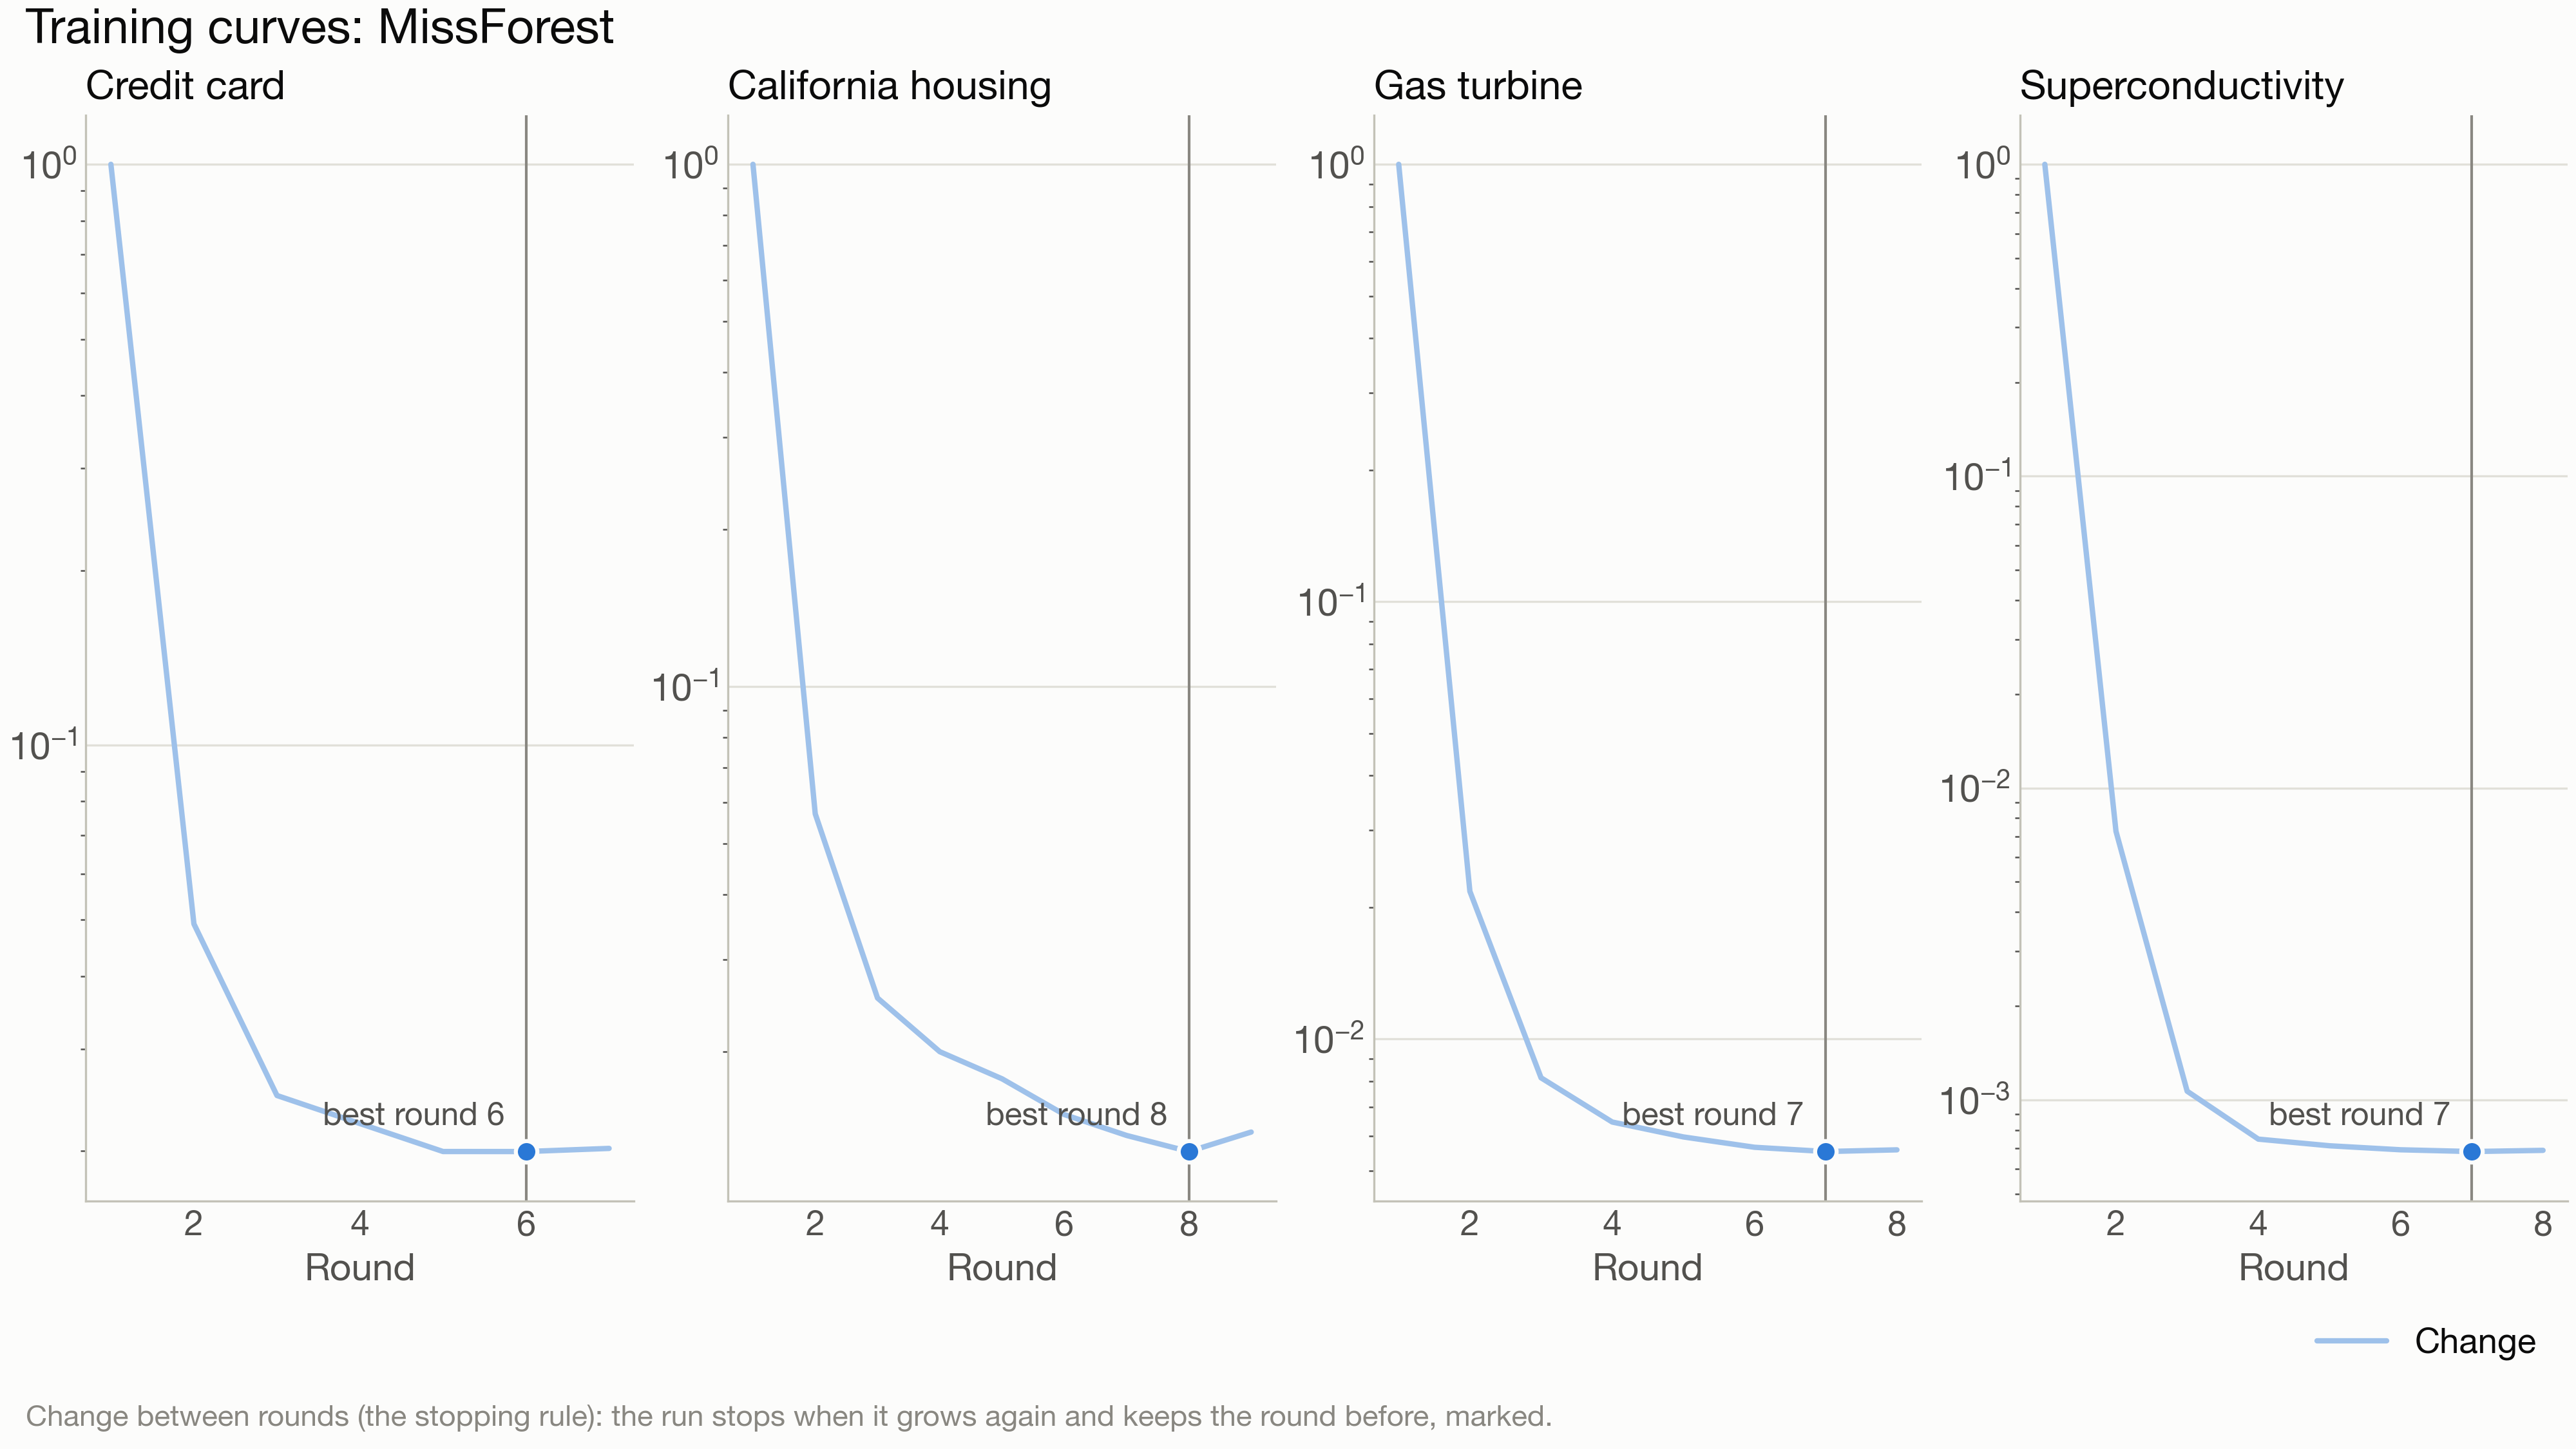 Training curves: MissForest
Credit card
10⁰
10⁻¹
best round 6
2 4 6
Round
California housing
10⁰
10⁻¹
best round 8
2 4 6 8
Round
Gas turbine
10⁰
10⁻¹
10⁻²
best round 7
2 4 6 8
Round
Superconductivity
10⁰
10⁻¹
10⁻²
10⁻³
best round 7
2 4 6 8
Round
Change
Change between rounds (the stopping rule): the run stops when it grows again and keeps the round before, marked.